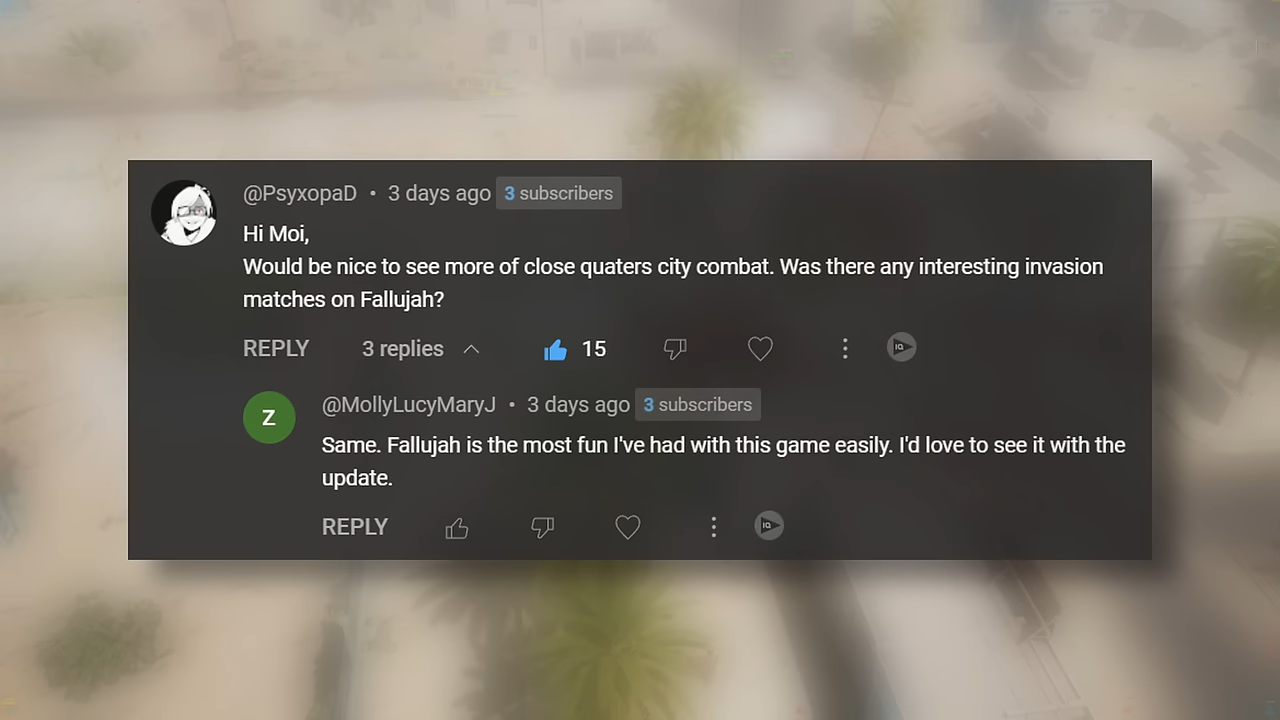 @PsyxopaD • 3 days ago 3 subscribers
Hi Moi,
Would be nice to see more of close quaters city combat. Was there any interesting invasion
matches on Fallujah?
REPLY 3 replies 15 IQ
Z @MollyLucyMaryJ • 3 days ago 3 subscribers
Same. Fallujah is the most fun I've had with this game easily. I'd love to see it with the
update.
REPLY IQ